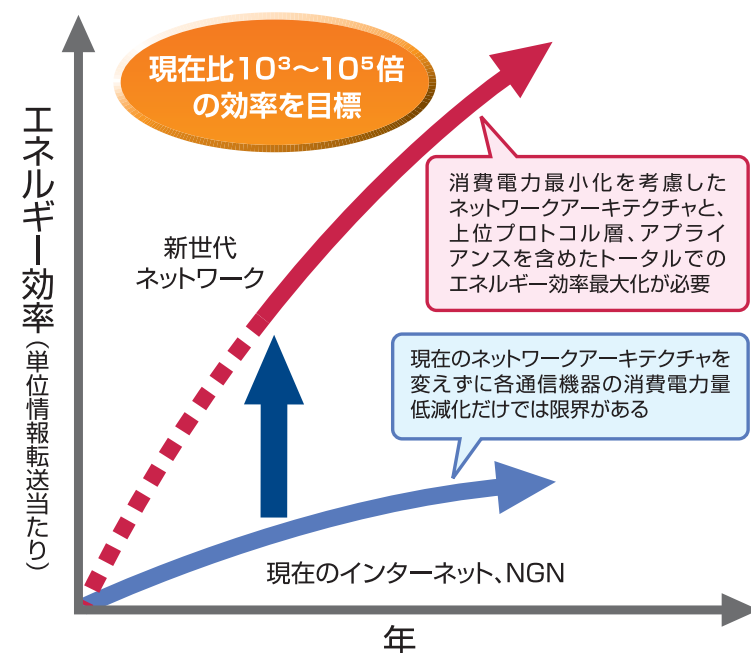 現在比10³～10⁵倍
の効率を目標
エネルギー効率(単位情報転送当たり)
新世代
ネットワーク
消費電力最小化を考慮した
ネットワークアーキテクチャと、
上位プロトコル層、アプライ
アンスを含めたトータルでの
エネルギー効率最大化が必要
現在のネットワークアーキテクチャを
変えずに各通信機器の消費電力量
低減化だけでは限界がある
現在のインターネット、NGN
年